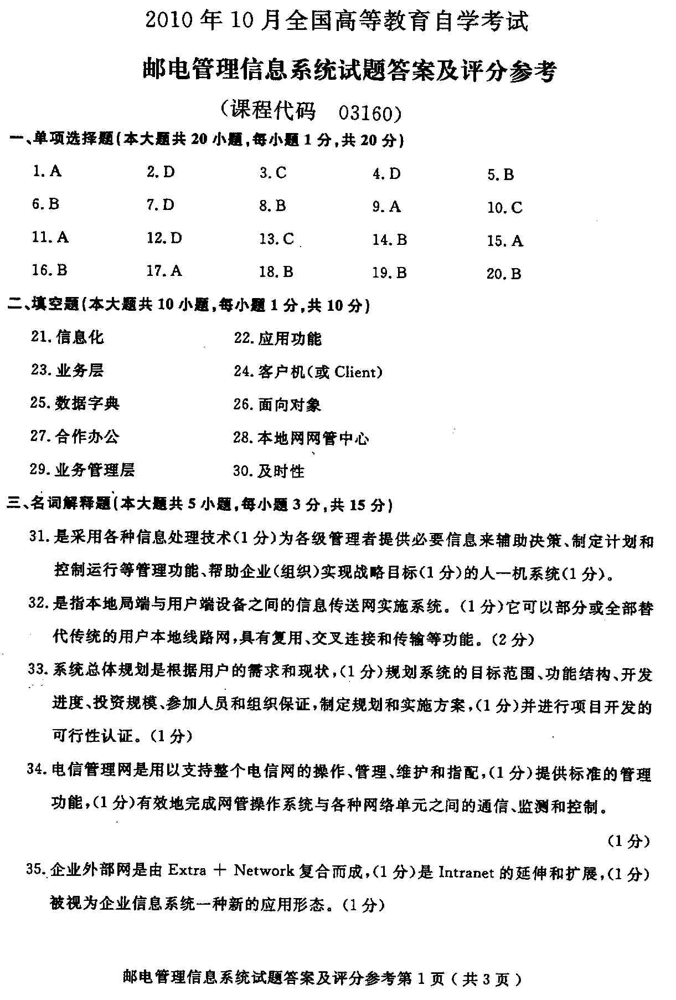 2010年10月全国高等教育自学考试
邮电管理信息系统试题答案及评分参考
(课程代码 03160)
一、单项选择题(本大题共20小题,每小题1分,共20分)
1. A 2. D 3. C 4. D 5. B
6. B 7. D 8. B 9. A 10. C
11. A 12. D 13. C 14. B 15. A
16. B 17. A 18. B 19. B 20. B
二、填空题(本大题共10小题,每小题1分,共10分)
21. 信息化 22. 应用功能
23. 业务层 24. 客户机(或 Client)
25. 数据字典 26. 面向对象
27. 合作办公 28. 本地网网管中心
29. 业务管理层 30. 及时性
三、名词解释题(本大题共5小题,每小题3分,共15分)
31. 是采用各种信息处理技术(1分)为各级管理者提供必要信息来辅助决策、制定计划和
控制运行等管理功能、帮助企业(组织)实现战略目标(1分)的人一机系统(1分)。
32. 是指本地局端与用户端设备之间的信息传送网实施系统。(1分)它可以部分或全部替
代传统的用户本地线路网,具有复用、交叉连接和传输等功能。(2分)
33. 系统总体规划是根据用户的需求和现状,(1分)规划系统的目标范围、功能结构、开发
进度、投资规模、参加人员和组织保证,制定规划和实施方案,(1分)并进行项目开发的
可行性认证。(1分)
34. 电信管理网是用以支持整个电信网的操作、管理、维护和指配,(1分)提供标准的管理
功能,(1分)有效地完成网管操作系统与各种网络单元之间的通信、监测和控制。
(1分)
35. 企业外部网是由 Extra + Network 复合而成,(1分)是 Intranet 的延伸和扩展,(1分)
被视为企业信息系统一种新的应用形态。(1分)
邮电管理信息系统试题答案及评分参考第1页(共3页)